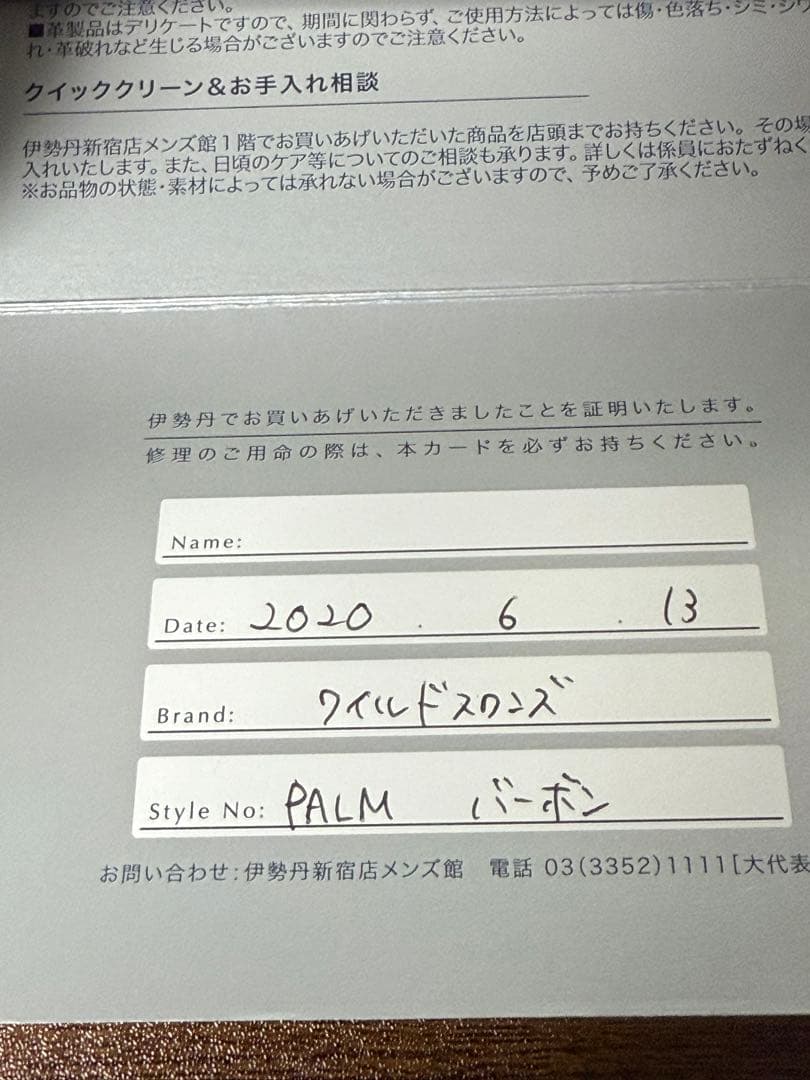 ますのでご注意ください。
■革製品はデリケートですので、期間に関わらず、ご使用方法によっては傷・色落ち・シミ・シワ
れ・革破れなど生じる場合がございますのでご注意ください。
クイッククリーン&お手入れ相談
伊勢丹新宿店メンズ館1階でお買いあげいただいた商品を店頭までお持ちください。その場
入れいたします。また、日頃のケア等についてのご相談も承ります。詳しくは係員におたずねく
※お品物の状態・素材によっては承れない場合がございますので、予めご了承ください。
伊勢丹でお買いあげいただきましたことを証明いたします。
修理のご用命の際は、本カードを必ずお持ちください。
Name:
Date: 2020 . 6 . 13
Brand: ワイルドスワンズ
Style No: PALM バーボン
お問い合わせ:伊勢丹新宿店メンズ館 電話 03(3352)1111[大代表